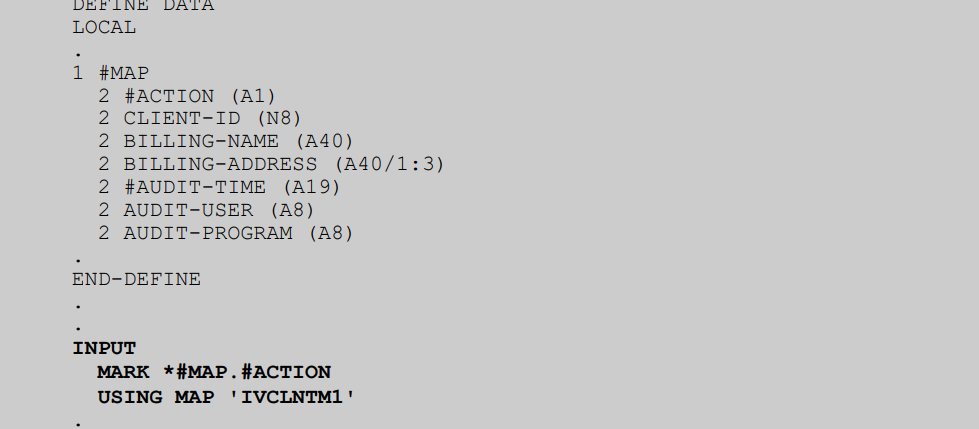 DEFINE DATA
LOCAL
.
1 #MAP
2 #ACTION (A1)
2 CLIENT-ID (N8)
2 BILLING-NAME (A40)
2 BILLING-ADDRESS (A40/1:3)
2 #AUDIT-TIME (A19)
2 AUDIT-USER (A8)
2 AUDIT-PROGRAM (A8)
.
END-DEFINE
.
.
INPUT
MARK *#MAP.#ACTION
USING MAP 'IVCLNTM1'
.